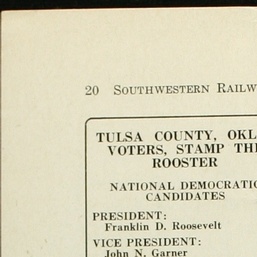 20 SOUTHWESTERN RAILW
TULSA COUNTY, OKL
VOTERS, STAMP TH
ROOSTER
NATIONAL DEMOCRATIC
CANDIDATES
PRESIDENT:
Franklin D. Roosevelt
VICE PRESIDENT:
John N. Garner